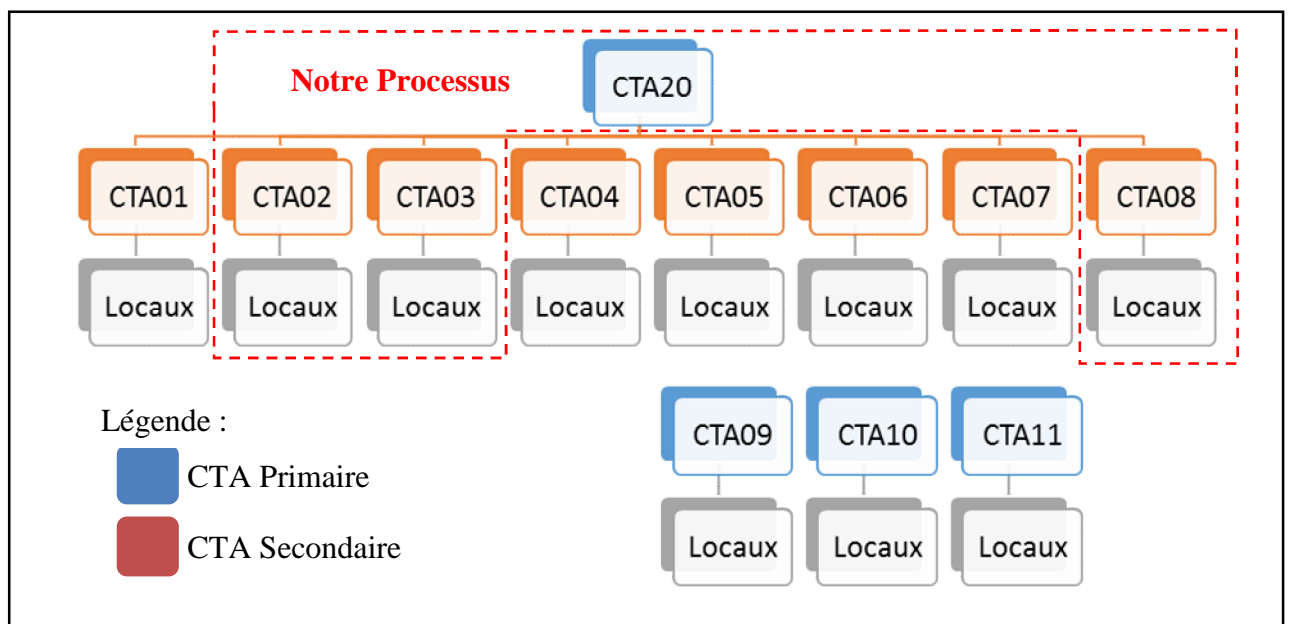 Notre Processus
CTA20
CTA01 CTA02 CTA03 CTA04 CTA05 CTA06 CTA07 CTA08
Locaux Locaux Locaux Locaux Locaux Locaux Locaux Locaux
Légende :
CTA Primaire
CTA Secondaire
CTA09 CTA10 CTA11
Locaux Locaux Locaux